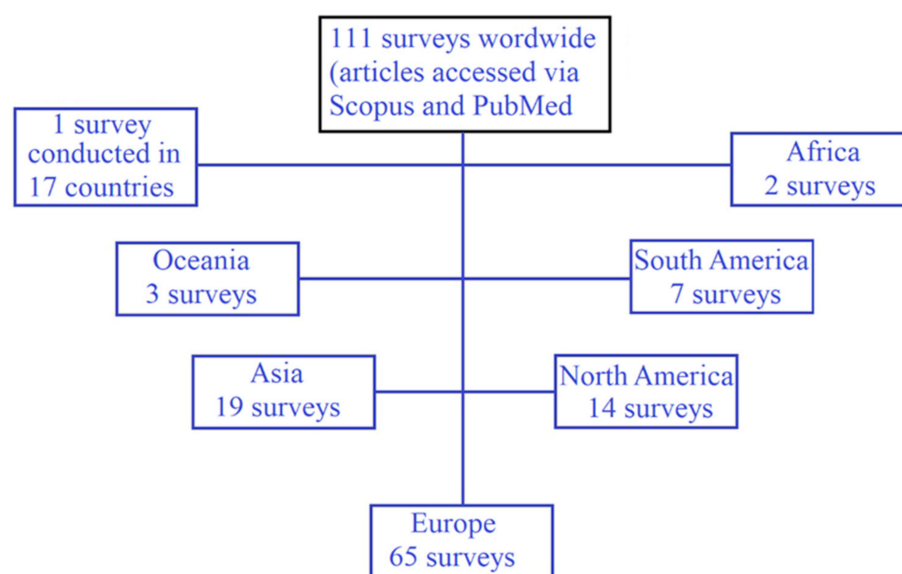 111 surveys wordwide
(articles accessed via
Scopus and PubMed
1 survey
conducted in
17 countries
Africa
2 surveys
Oceania
3 surveys
South America
7 surveys
Asia
19 surveys
North America
14 surveys
Europe
65 surveys